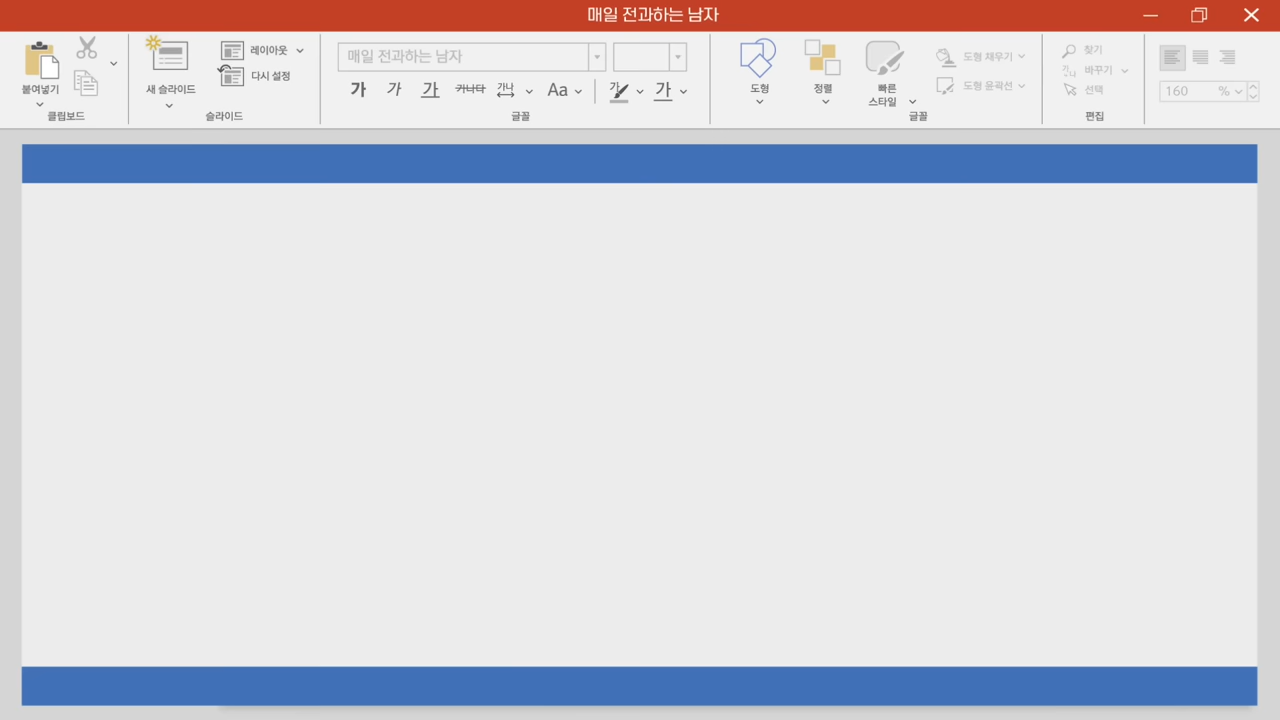 매일 전과하는 남자
붙여넣기
클립보드
새 슬라이드
레이아웃
다시 설정
슬라이드
매일 전과하는 남자
가 가 가 가나다 간나 Aa 가 가
글꼴
도형
정렬
빠른
스타일
도형 채우기
도형 윤곽선
글꼴
찾기
바꾸기
선택
편집
160 %